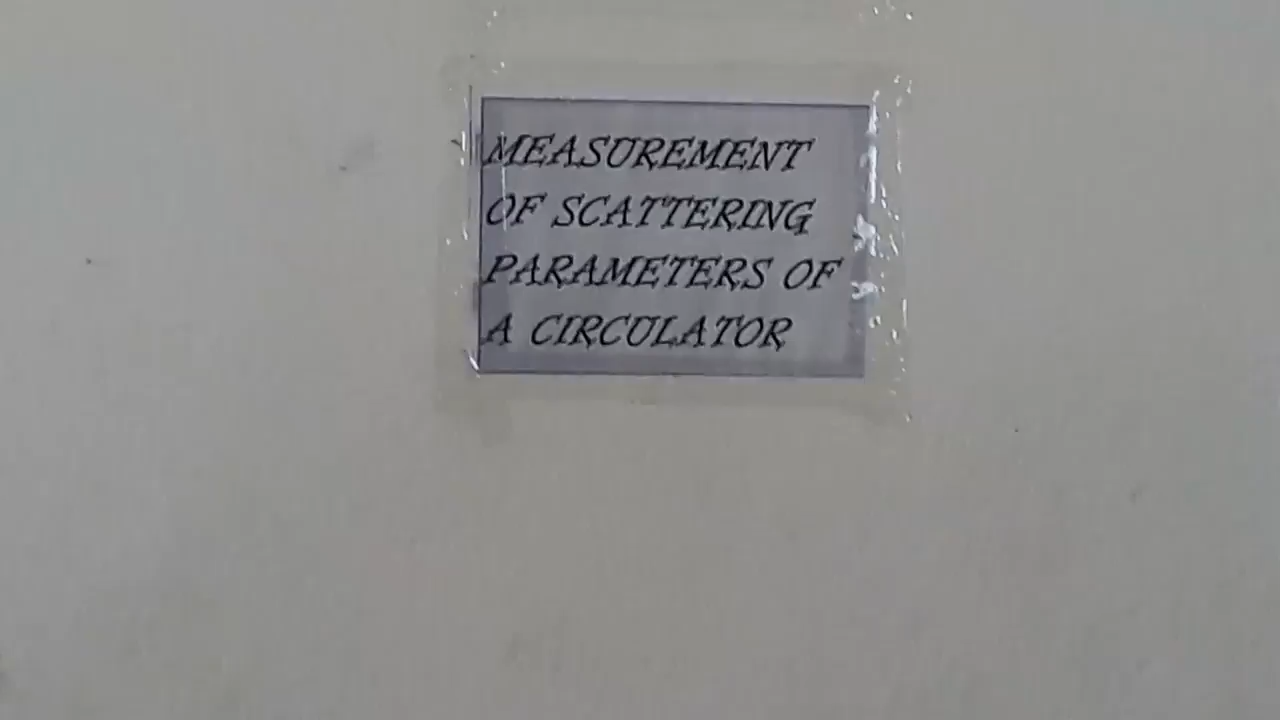 MEASUREMENT
OF SCATTERING
PARAMETERS OF
A CIRCULATOR